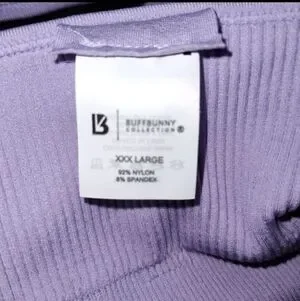 BUFFBUNNY
COLLECTION®
XXX LARGE
92% NYLON
8% SPANDEX